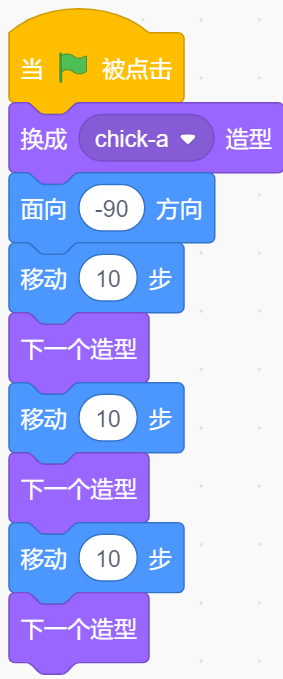 当 被点击
换成 chick-a 造型
面向 -90 方向
移动 10 步
下一个造型
移动 10 步
下一个造型
移动 10 步
下一个造型